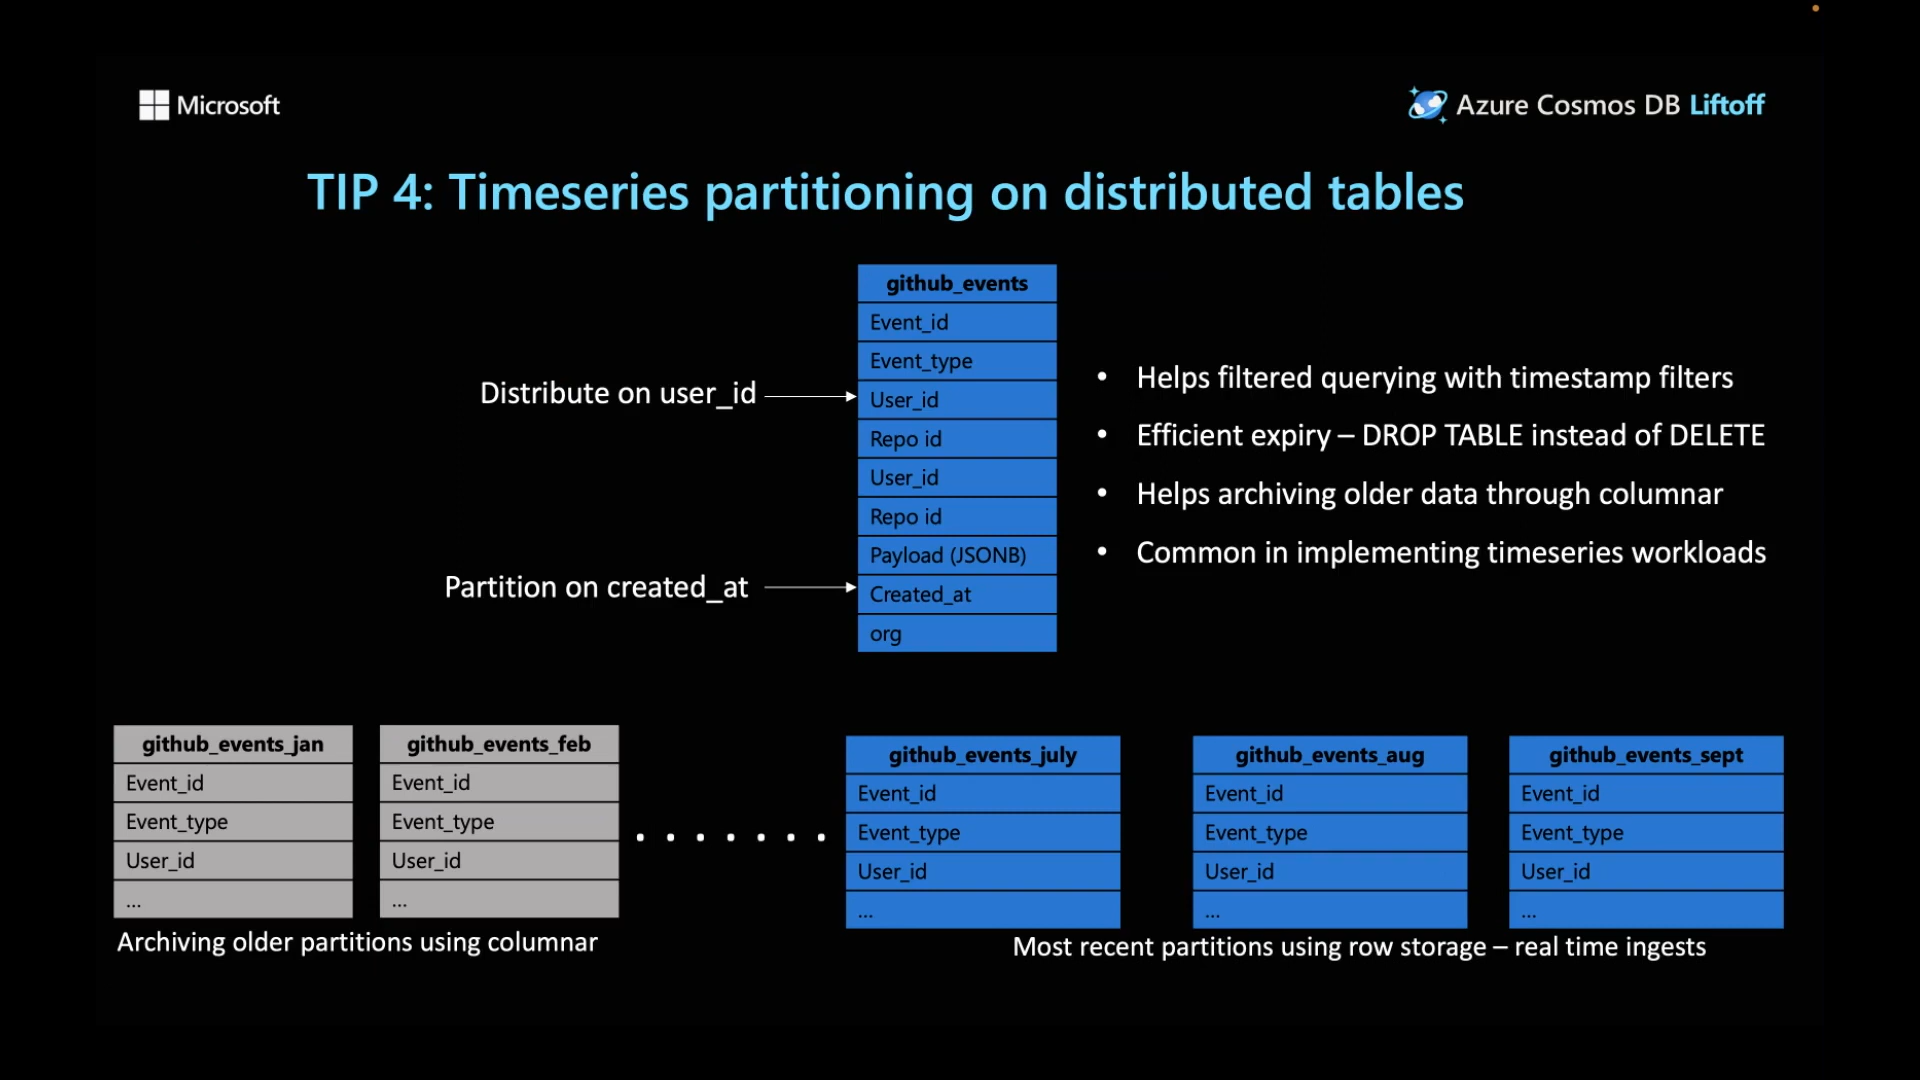 Microsoft
Azure Cosmos DB Liftoff
TIP 4: Timeseries partitioning on distributed tables
github_events
Event_id
Event_type
User_id
Repo id
User_id
Repo id
Payload (JSONB)
Created_at
org
Distribute on user_id
Partition on created_at
• Helps filtered querying with timestamp filters
• Efficient expiry – DROP TABLE instead of DELETE
• Helps archiving older data through columnar
• Common in implementing timeseries workloads
github_events_jan
Event_id
Event_type
User_id
...
github_events_feb
Event_id
Event_type
User_id
...
Archiving older partitions using columnar
. . . . . . .
github_events_july
Event_id
Event_type
User_id
...
github_events_aug
Event_id
Event_type
User_id
...
github_events_sept
Event_id
Event_type
User_id
...
Most recent partitions using row storage – real time ingests